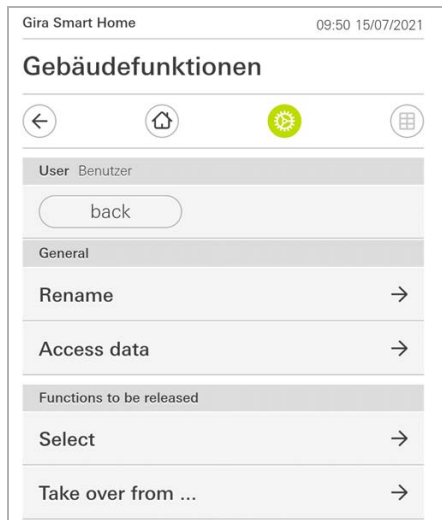 Gira Smart Home 09:50 15/07/2021
Gebäudefunktionen
User Benutzer
back
General
Rename
Access data
Functions to be released
Select
Take over from ...